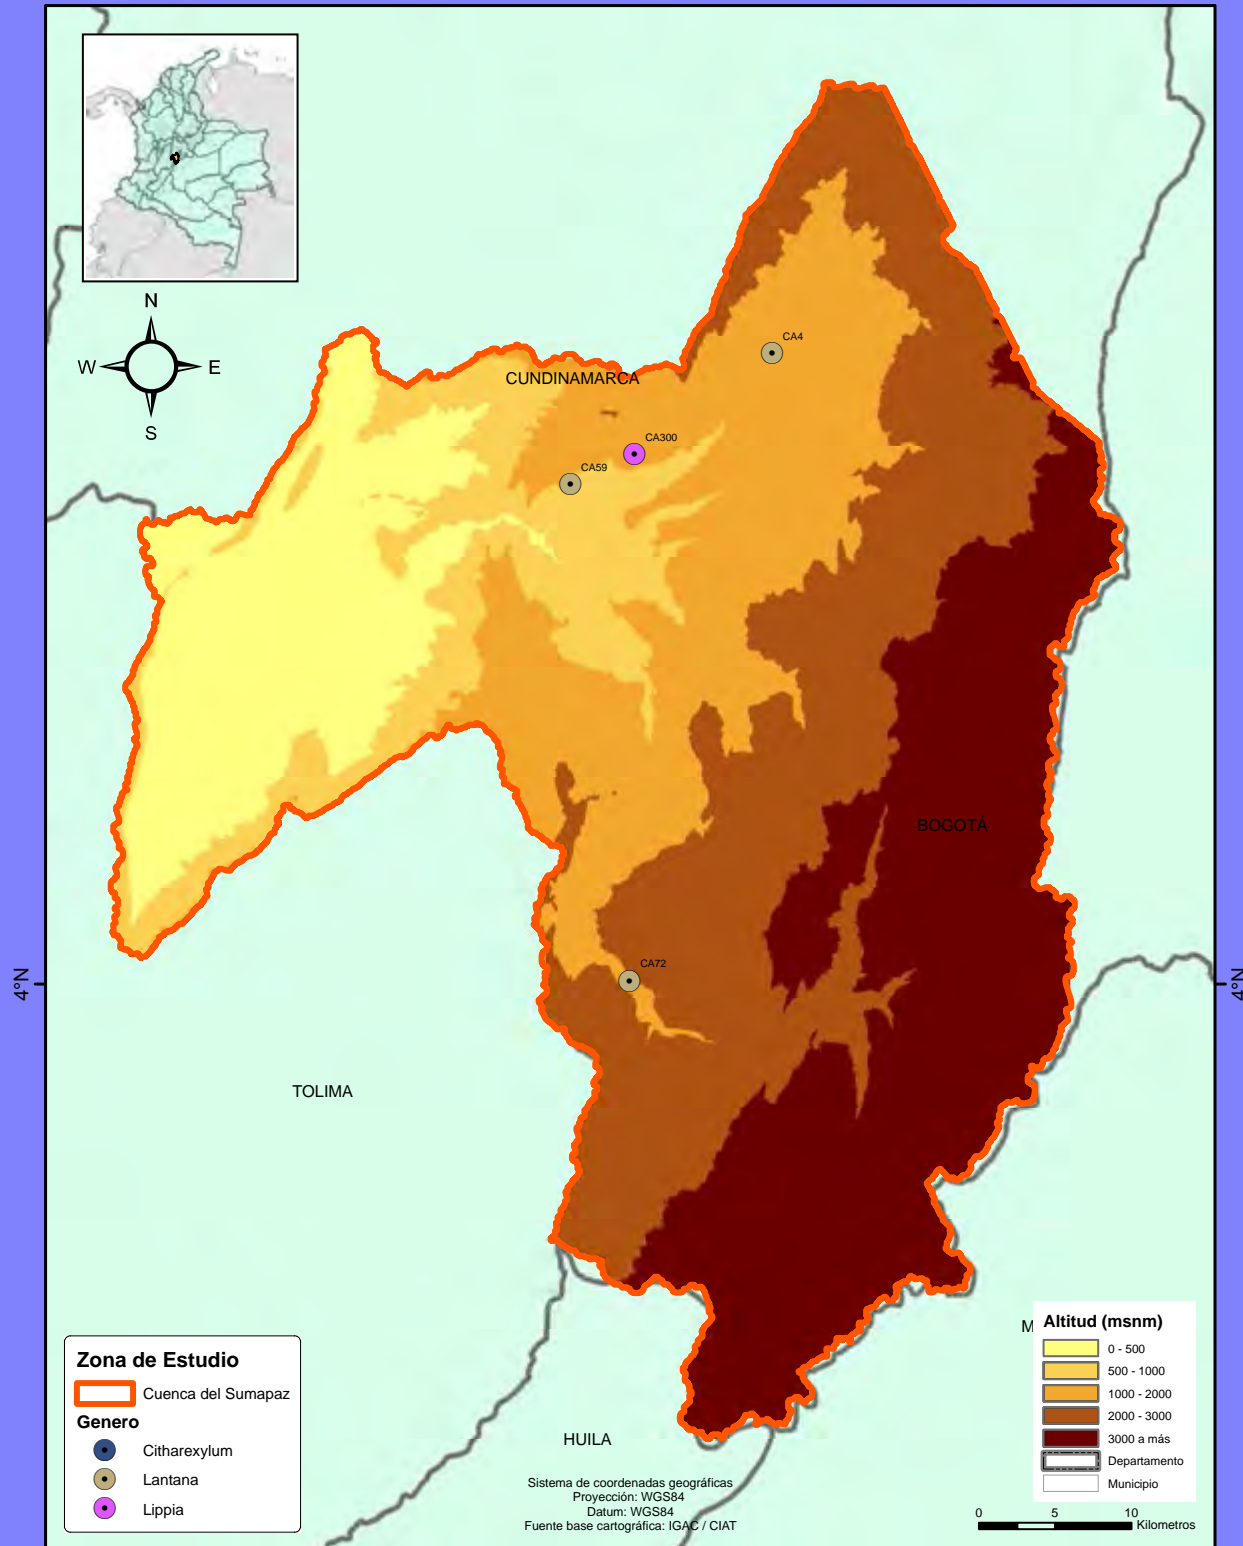 N
W
E
S
CA4
CUNDINAMARCA
CA300
CA59
BOGOTÁ
CA72
4°N
4°N
TOLIMA
M
HUILA
Zona de Estudio
Cuenca del Sumapaz
Genero
Citharexylum
Lantana
Lippia
Sistema de coordenadas geográficas
Proyección: WGS84
Datum: WGS84
Fuente base cartográfica: IGAC / CIAT
Altitud (msnm)
0 - 500
500 - 1000
1000 - 2000
2000 - 3000
3000 a más
Departamento
Municipio
0 5 10
Kilometros